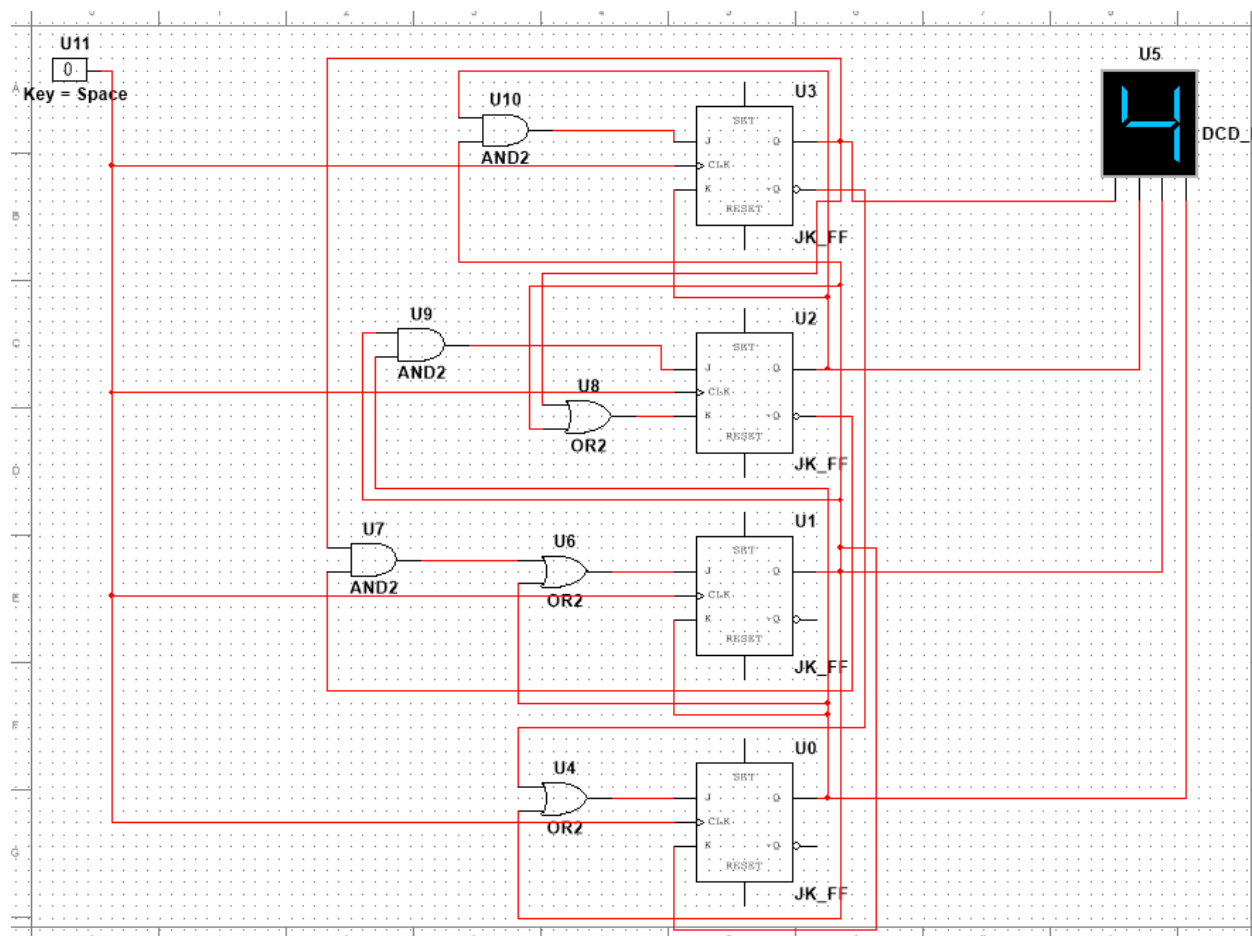 U11
0
Key = Space
U10
AND2
U3
SET
J
Q
CLK
K
~Q
RESET
JK_FF
U5
4
DCD_
U9
AND2
U8
OR2
U2
SET
J
Q
CLK
K
~Q
RESET
JK_FF
U7
AND2
U6
OR2
U1
SET
J
Q
CLK
K
~Q
RESET
JK_FF
U4
OR2
U0
SET
J
Q
CLK
K
~Q
RESET
JK_FF
A
B
C
D
E
F
G